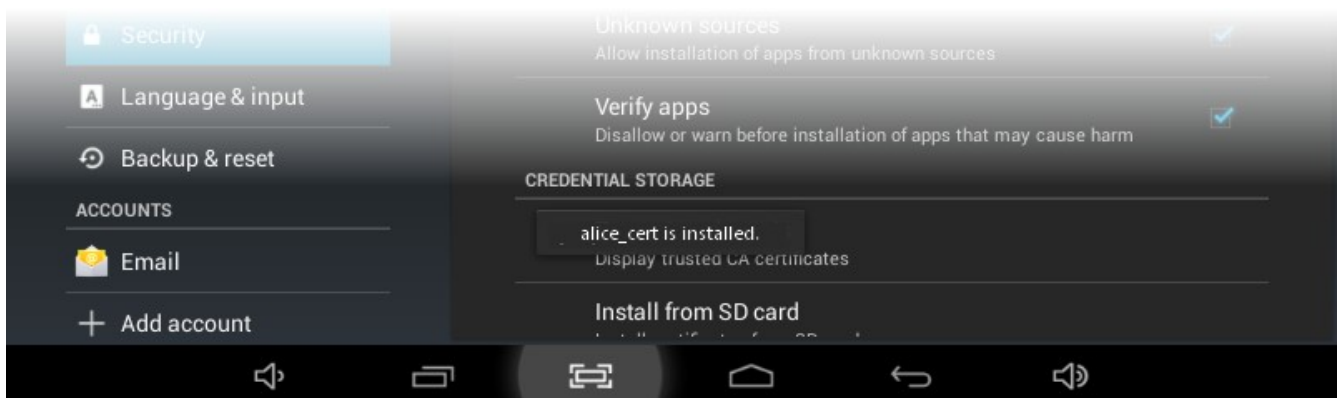 Security
Language & input
Backup & reset
ACCOUNTS
Email
Add account
Unknown sources
Allow installation of apps from unknown sources
Verify apps
Disallow or warn before installation of apps that may cause harm
CREDENTIAL STORAGE
alice_cert is installed.
Display trusted CA certificates
Install from SD card